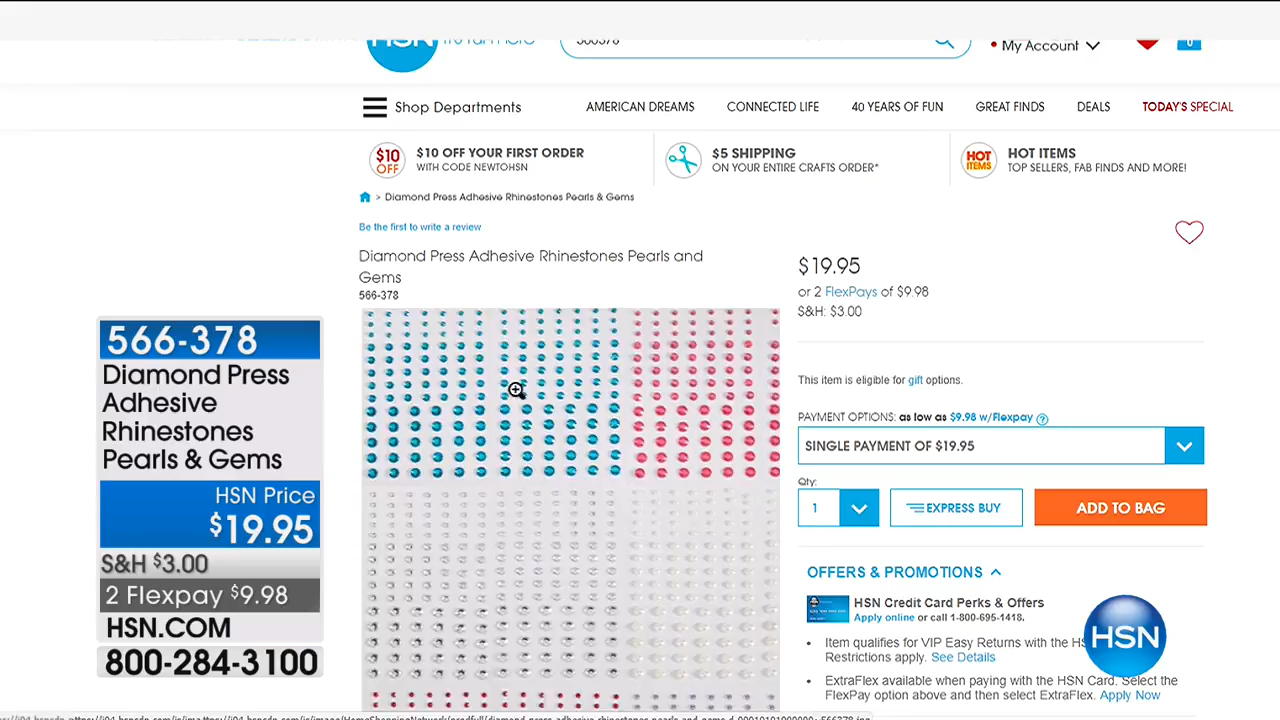 HSN
566378
My Account
0
Shop Departments
AMERICAN DREAMS
CONNECTED LIFE
40 YEARS OF FUN
GREAT FINDS
DEALS
TODAY'S SPECIAL
$10 OFF
$10 OFF YOUR FIRST ORDER
WITH CODE NEWTOHSN
$5 SHIPPING
ON YOUR ENTIRE CRAFTS ORDER*
HOT ITEMS
HOT ITEMS
TOP SELLERS, FAB FINDS AND MORE!
> Diamond Press Adhesive Rhinestones Pearls & Gems
Be the first to write a review
Diamond Press Adhesive Rhinestones Pearls and
Gems
566-378
$19.95
or 2 FlexPays of $9.98
S&H: $3.00
This item is eligible for gift options.
PAYMENT OPTIONS: as low as $9.98 w/Flexpay ?
SINGLE PAYMENT OF $19.95
Qty:
1
EXPRESS BUY
ADD TO BAG
OFFERS & PROMOTIONS
HSN Credit Card Perks & Offers
Apply online or call 1-800-695-1418.
• Item qualifies for VIP Easy Returns with the HS
Restrictions apply. See Details
• ExtraFlex available when paying with the HSN Card. Select the
FlexPay option above and then select ExtraFlex. Apply Now
HSN
566-378
Diamond Press
Adhesive
Rhinestones
Pearls & Gems
HSN Price
$19.95
S&H $3.00
2 Flexpay $9.98
HSN.COM
800-284-3100